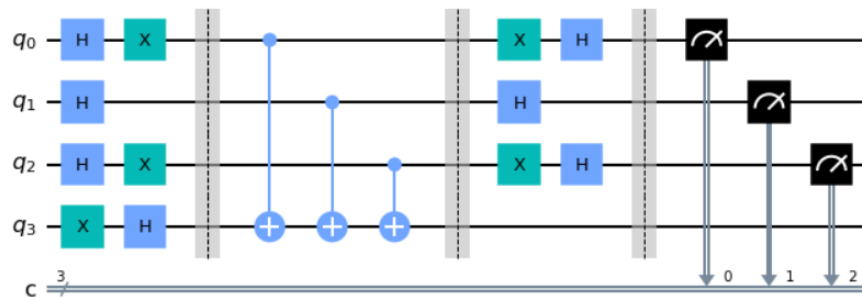 q0 H X X H
q1 H H
q2 H X X H
q3 X H
3 0 1 2
c